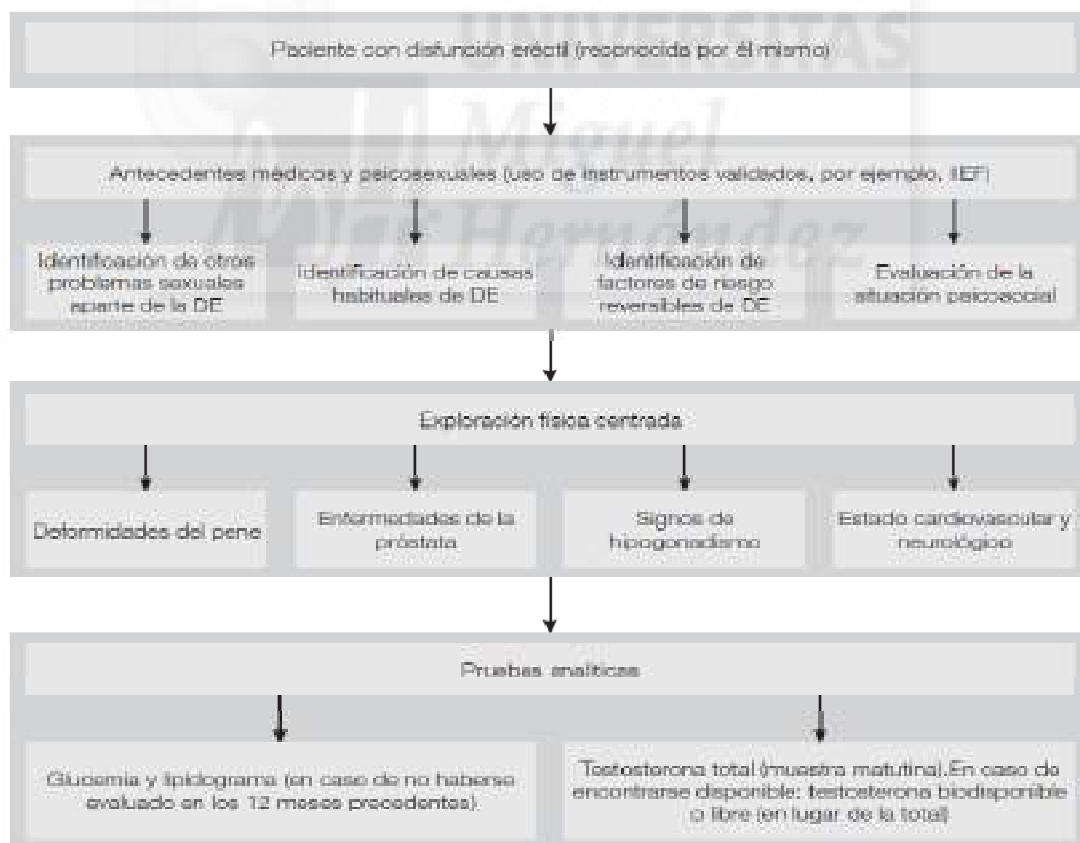 UNIVERSITAS
Miguel
Hernández
Paciente con disfunción eréctil (reconocida por él mismo)
Antecedentes médicos y psicosexuales (uso de instrumentos validados, por ejemplo, IIEF)
Identificación de otros
problemas sexuales
aparte de la DE
Identificación de causas
habituales de DE
Identificación de
factores de riesgo
reversibles de DE
Evaluación de la
situación psicosocial
Exploración física centrada
Deformidades del pene
Enfermedades de la
próstata
Signos de
hipogonadismo
Estado cardiovascular y
neurológico
Pruebas analíticas
Glucemia y lipidograma (en caso de no haberse
evaluado en los 12 meses precedentes)
Testosterona total (muestra matutina).En caso de
encontrarse disponible: testosterona biodisponible
o libre (en lugar de la total)